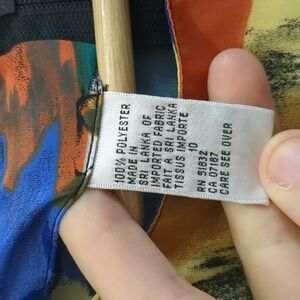 100% POLYESTER
MADE IN
SRI LANKA OF
IMPORTED FABRIC
FAIT A SRI LANKA
TISSUS IMPORTE
10
RN 51832
CA 07187
CARE SEE OVER